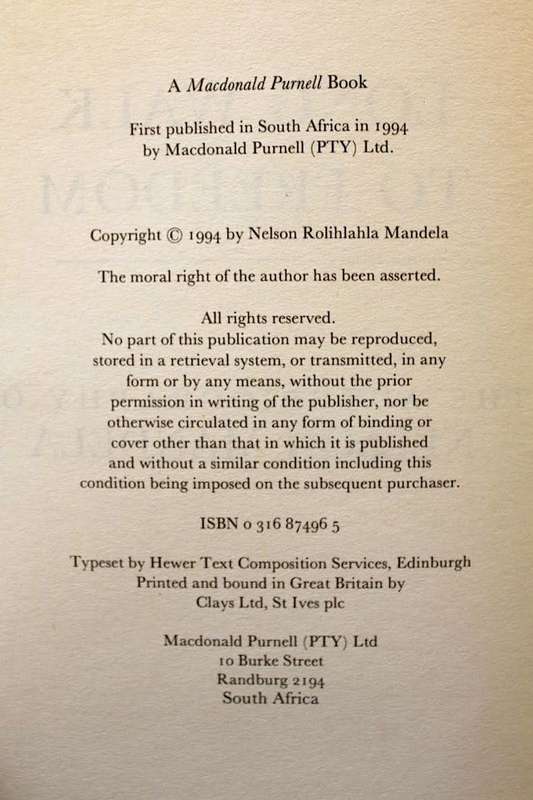 A Macdonald Purnell Book
First published in South Africa in 1994
by Macdonald Purnell (PTY) Ltd.
Copyright © 1994 by Nelson Rolihlahla Mandela
The moral right of the author has been asserted.
All rights reserved.
No part of this publication may be reproduced,
stored in a retrieval system, or transmitted, in any
form or by any means, without the prior
permission in writing of the publisher, nor be
otherwise circulated in any form of binding or
cover other than that in which it is published
and without a similar condition including this
condition being imposed on the subsequent purchaser.
ISBN 0 316 87496 5
Typeset by Hewer Text Composition Services, Edinburgh
Printed and bound in Great Britain by
Clays Ltd, St Ives plc
Macdonald Purnell (PTY) Ltd
10 Burke Street
Randburg 2194
South Africa